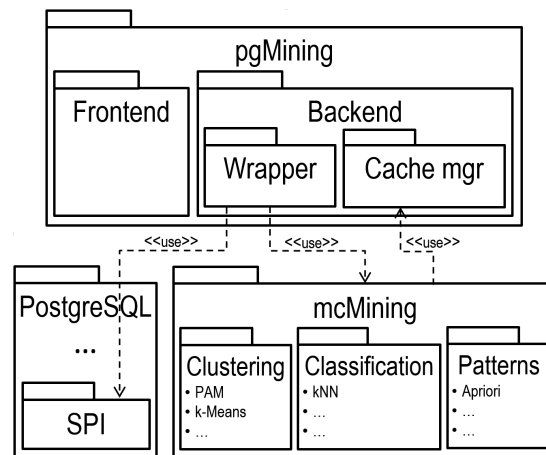 pgMining
Frontend
Backend
Wrapper
Cache mgr
<<use>>
<<use>>
<<use>>
PostgreSQL
...
SPI
mcMining
Clustering
• PAM
• k-Means
• ...
Classification
• kNN
• ...
• ...
Patterns
• Apriori
• ...
• ...